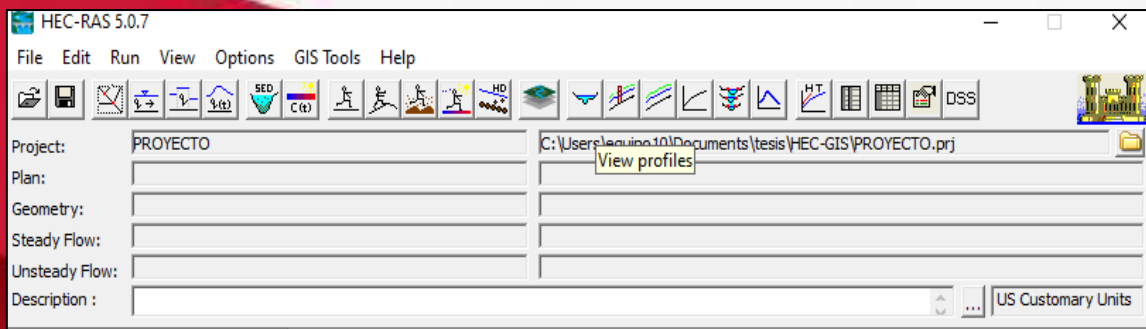 HEC-RAS 5.0.7
File Edit Run View Options GIS Tools Help
SED C(t) HD HT DSS
Project: PROYECTO C:\Users\equipo10\Documents\tesis\HEC-GIS\PROYECTO.prj
View profiles
Plan:
Geometry:
Steady Flow:
Unsteady Flow:
Description : ... US Customary Units